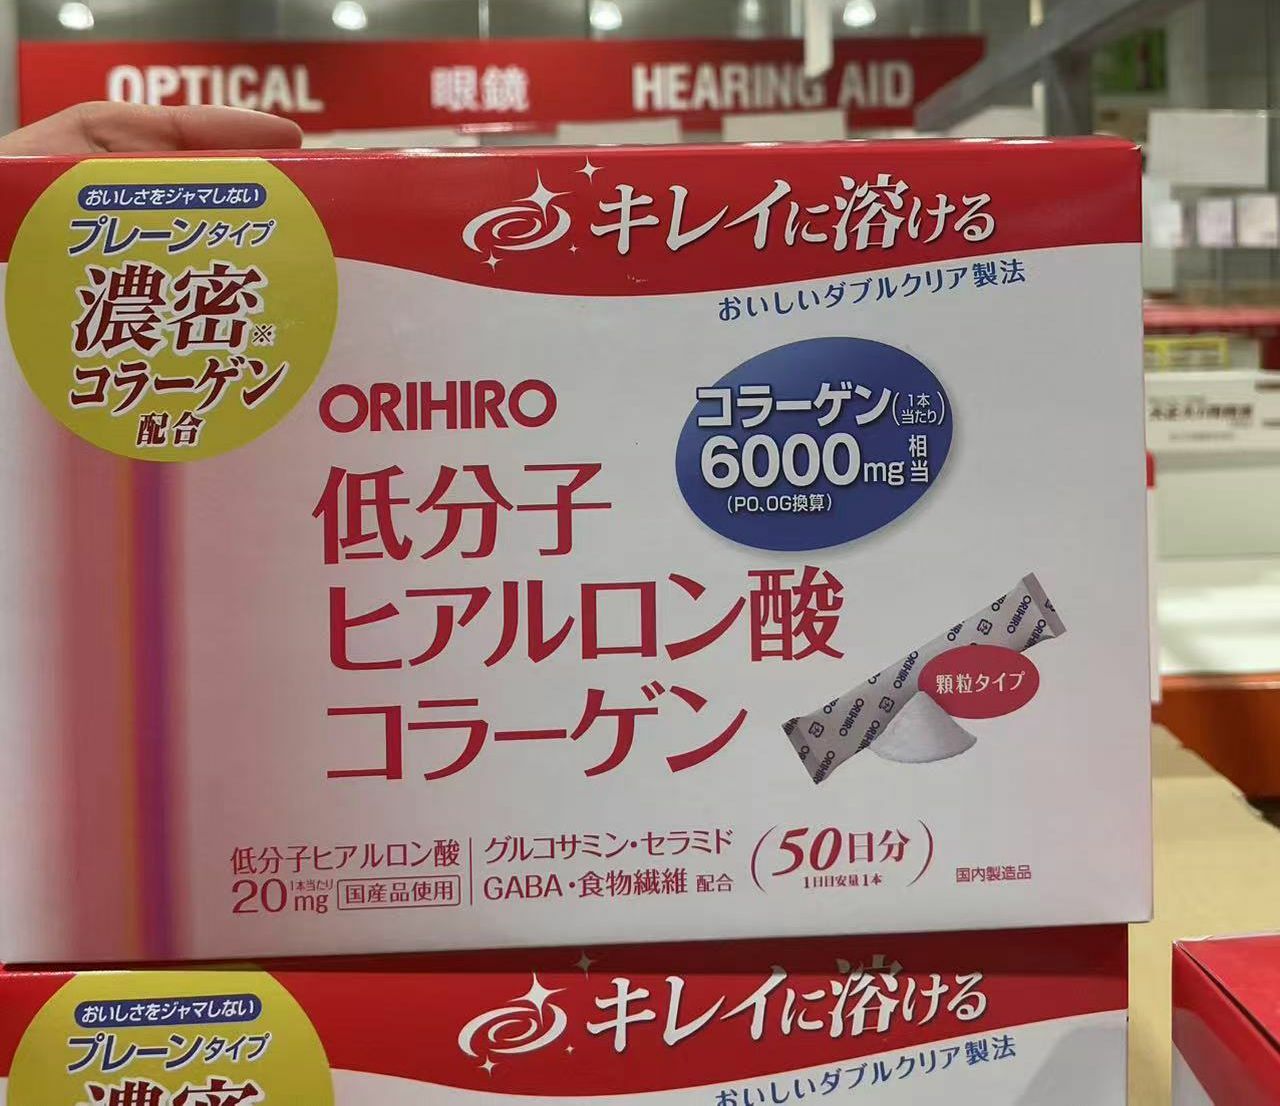 OPTICAL 眼鏡 HEARING AID
おいしさをジャマしない
プレーンタイプ
濃密※
コラーゲン
配合
キレイに溶ける
おいしいダブルクリア製法
ORIHIRO
低分子
ヒアルロン酸
コラーゲン
コラーゲン(1本当たり)
6000mg相当
(PO、OG換算)
ORIHIRO
顆粒タイプ
低分子ヒアルロン酸
20mg 1本当たり 国産品使用
グルコサミン・セラミド
GABA・食物繊維 配合
(50日分)
1日目安量1本
国内製造品
おいしさをジャマしない
プレーンタイプ
濃密
キレイに溶ける
おいしいダブルクリア製法